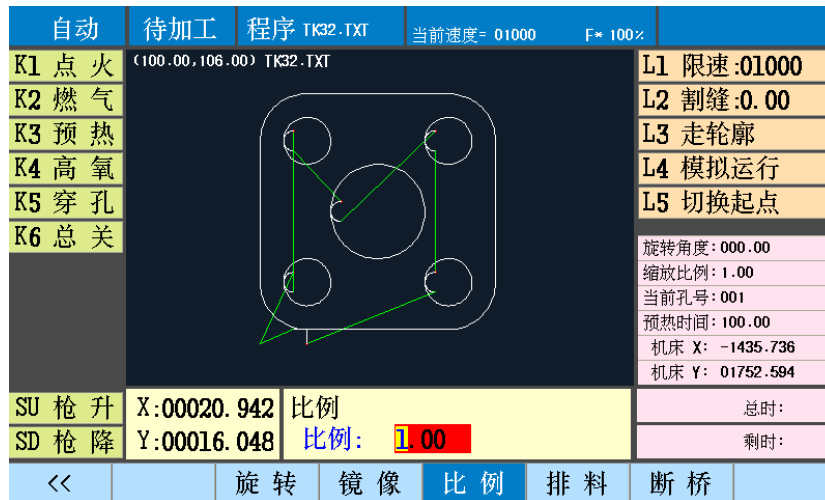 自动 待加工 程序 TK32.TXT 当前速度= 01000 F* 100%
K1 点火
K2 燃气
K3 预热
K4 高氧
K5 穿孔
K6 总关
(100.00,106.00) TK32.TXT
L1 限速:01000
L2 割缝:0.00
L3 走轮廓
L4 模拟运行
L5 切换起点
旋转角度:000.00
缩放比例:1.00
当前孔号:001
预热时间:100.00
机床 X: -1435.736
机床 Y: 01752.594
SU 枪升
SD 枪降
X:00020.942
Y:00016.048
比例
比例: 1.00
总时:
剩时:
<< 旋转 镜像 比例 排料 断桥